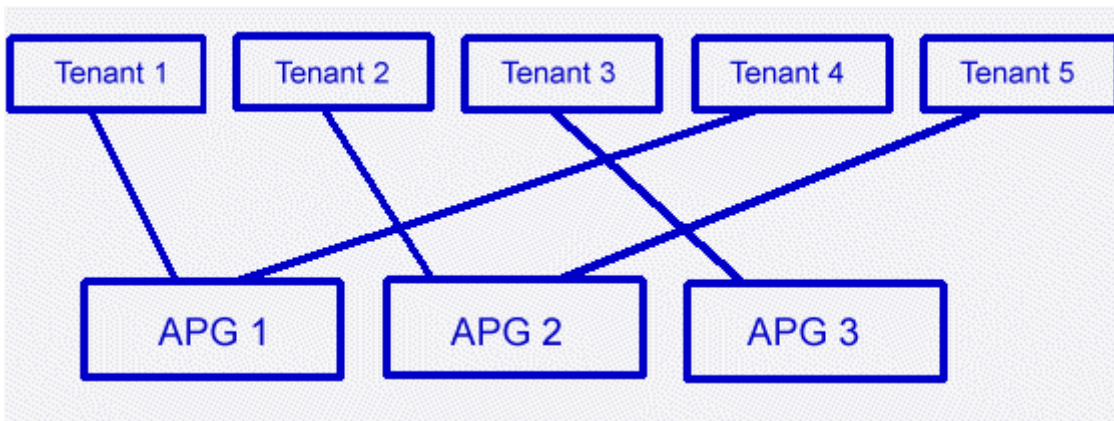 Tenant 1
Tenant 2
Tenant 3
Tenant 4
Tenant 5
APG 1
APG 2
APG 3